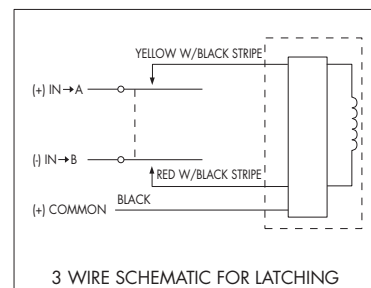 YELLOW W/BLACK STRIPE
(+) IN→A
(-) IN→B
RED W/BLACK STRIPE
BLACK
(+) COMMON
3 WIRE SCHEMATIC FOR LATCHING